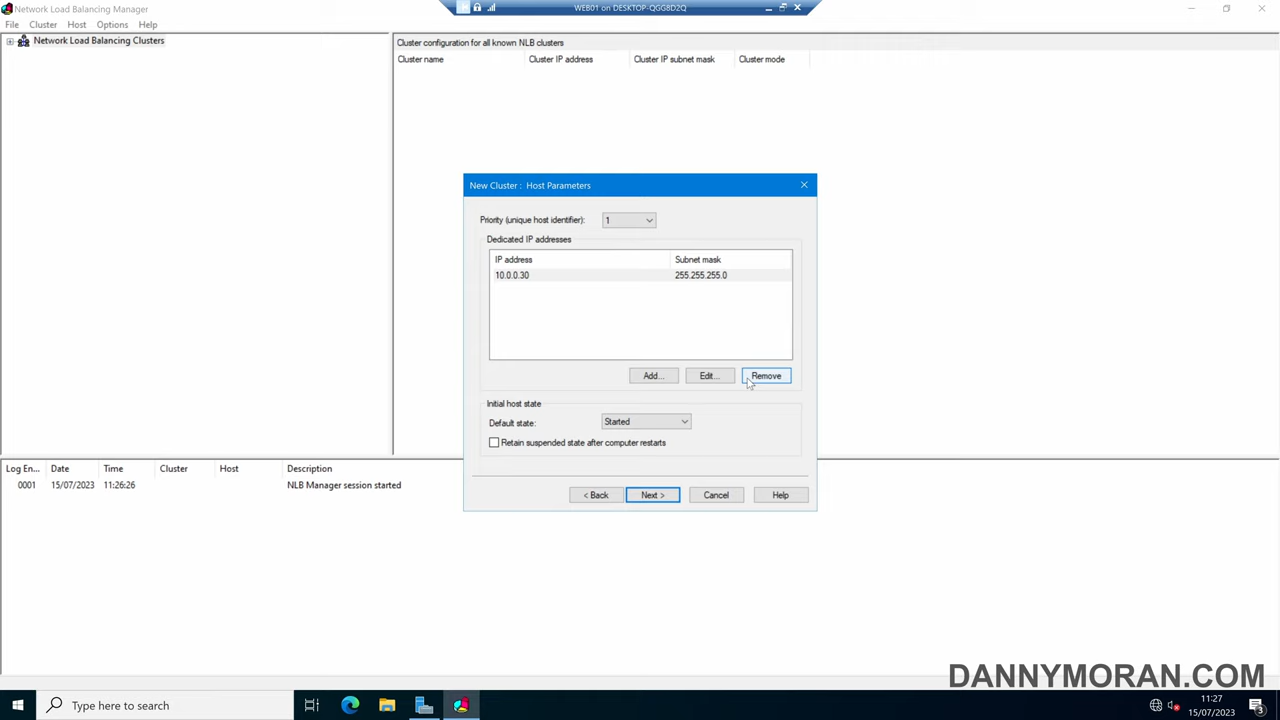 Network Load Balancing Manager
WEB01 on DESKTOP-QGG8D2Q
File Cluster Host Options Help
Network Load Balancing Clusters
Cluster configuration for all known NLB clusters
Cluster name Cluster IP address Cluster IP subnet mask Cluster mode
New Cluster : Host Parameters
Priority (unique host identifier): 1
Dedicated IP addresses
IP address Subnet mask
10.0.0.30 255.255.255.0
Add... Edit... Remove
Initial host state
Default state: Started
Retain suspended state after computer restarts
< Back Next > Cancel Help
Log En... Date Time Cluster Host Description
0001 15/07/2023 11:26:26 NLB Manager session started
DANNYMORAN.COM
Type here to search
11:27
15/07/2023
3